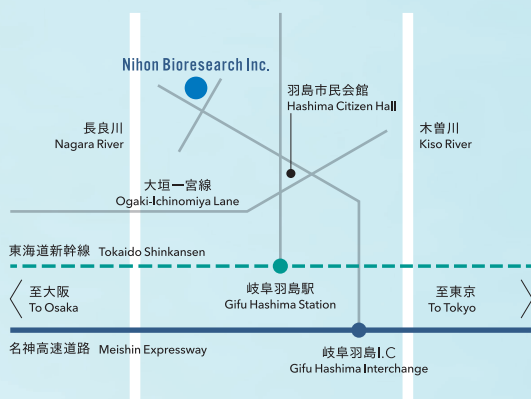 Nihon Bioresearch Inc.
羽島市民会館
Hashima Citizen Hall
長良川
Nagara River
木曽川
Kiso River
大垣一宮線
Ogaki-Ichinomiya Lane
東海道新幹線 Tokaido Shinkansen
至大阪
To Osaka
岐阜羽島駅
Gifu Hashima Station
至東京
To Tokyo
名神高速道路 Meishin Expressway
岐阜羽島I.C
Gifu Hashima Interchange